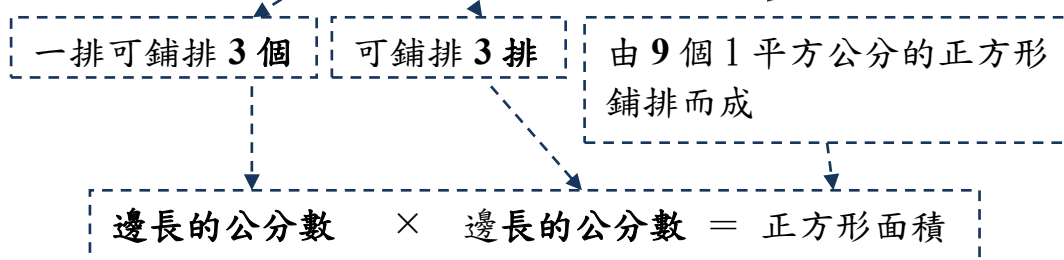 一排可鋪排 3 個
可鋪排 3 排
由 9 個 1 平方公分的正方形
鋪排而成
邊長的公分數 × 邊長的公分數 = 正方形面積